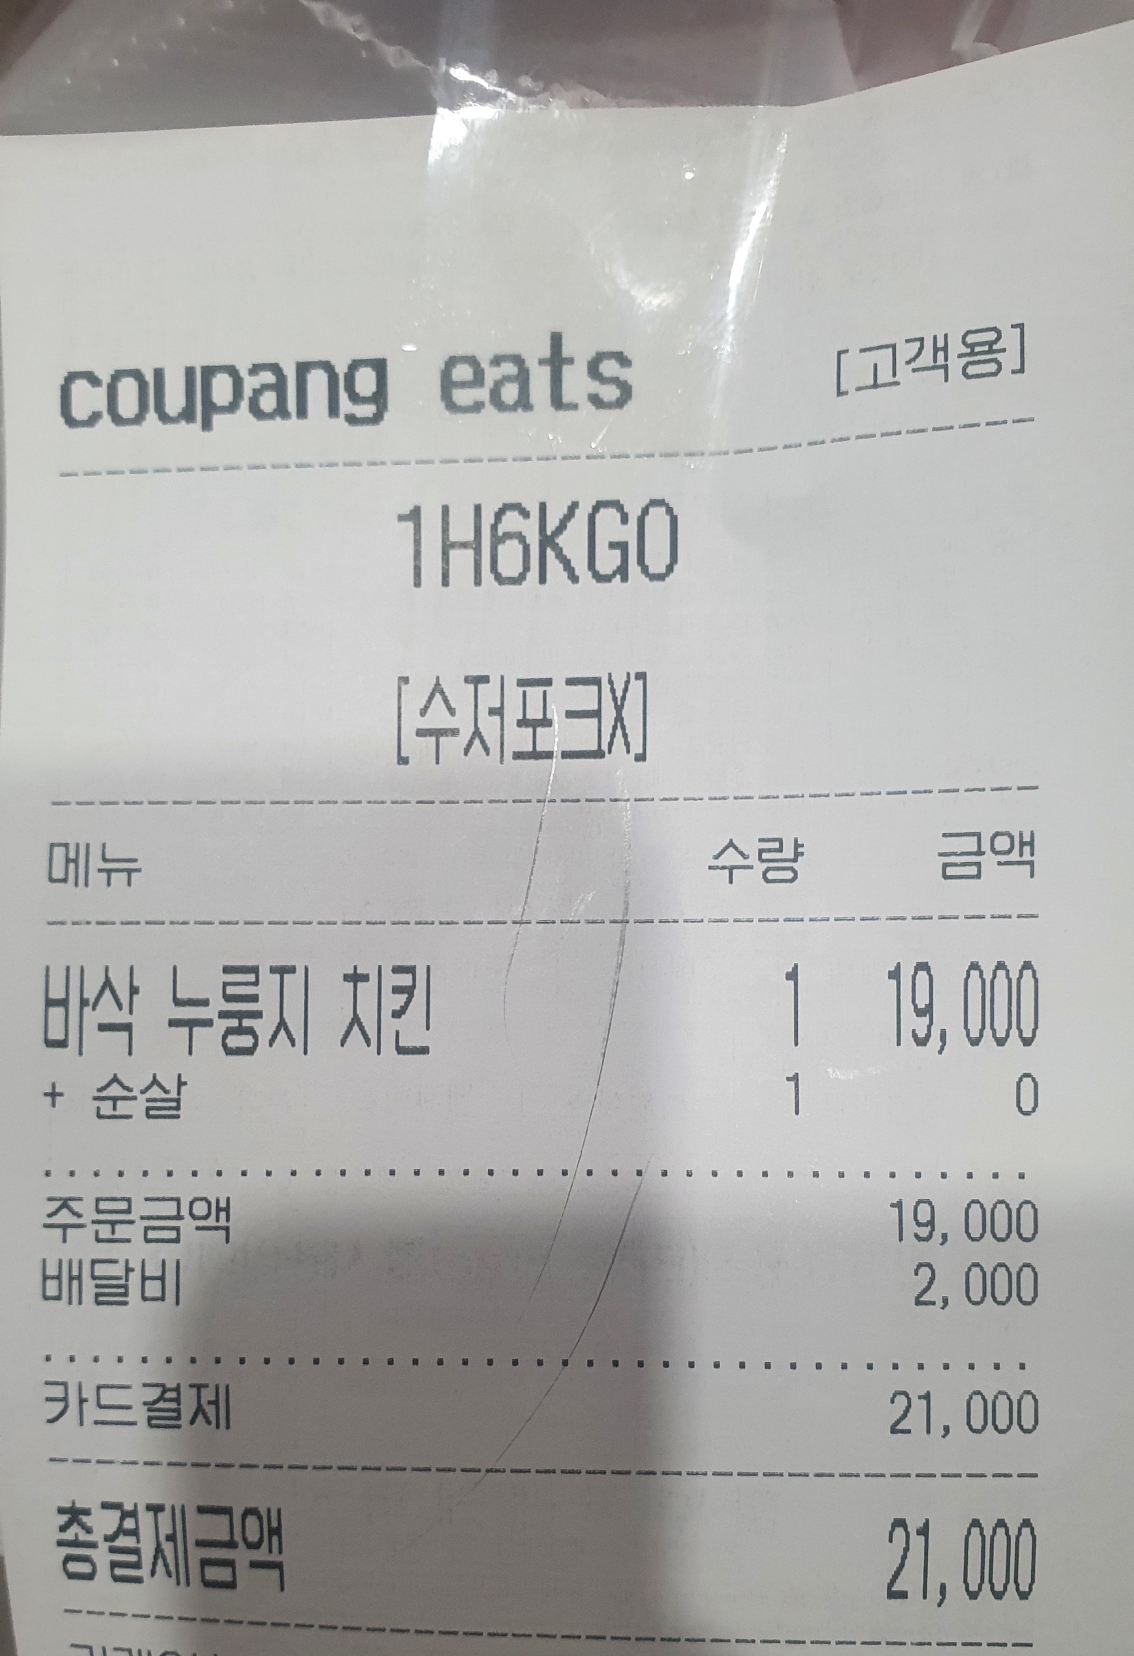 coupang eats [고객용]
1H6KGO
[수저포크X]
메뉴 수량 금액
바삭 누룽지 치킨 1 19,000
+ 순살 1 0
주문금액 19,000
배달비 2,000
카드결제 21,000
총결제금액 21,000